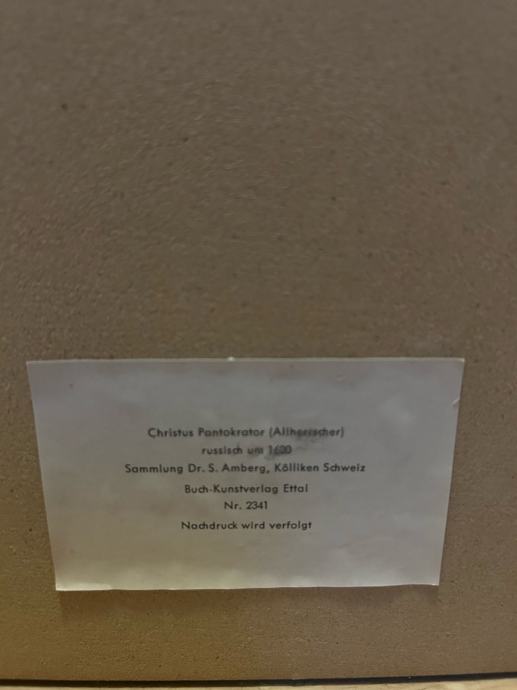 Christus Pantokrator (Allherrscher)
russisch um 1600
Sammlung Dr. S. Amberg, Kölliken Schweiz
Buch-Kunstverlag Ettal
Nr. 2341
Nachdruck wird verfolgt